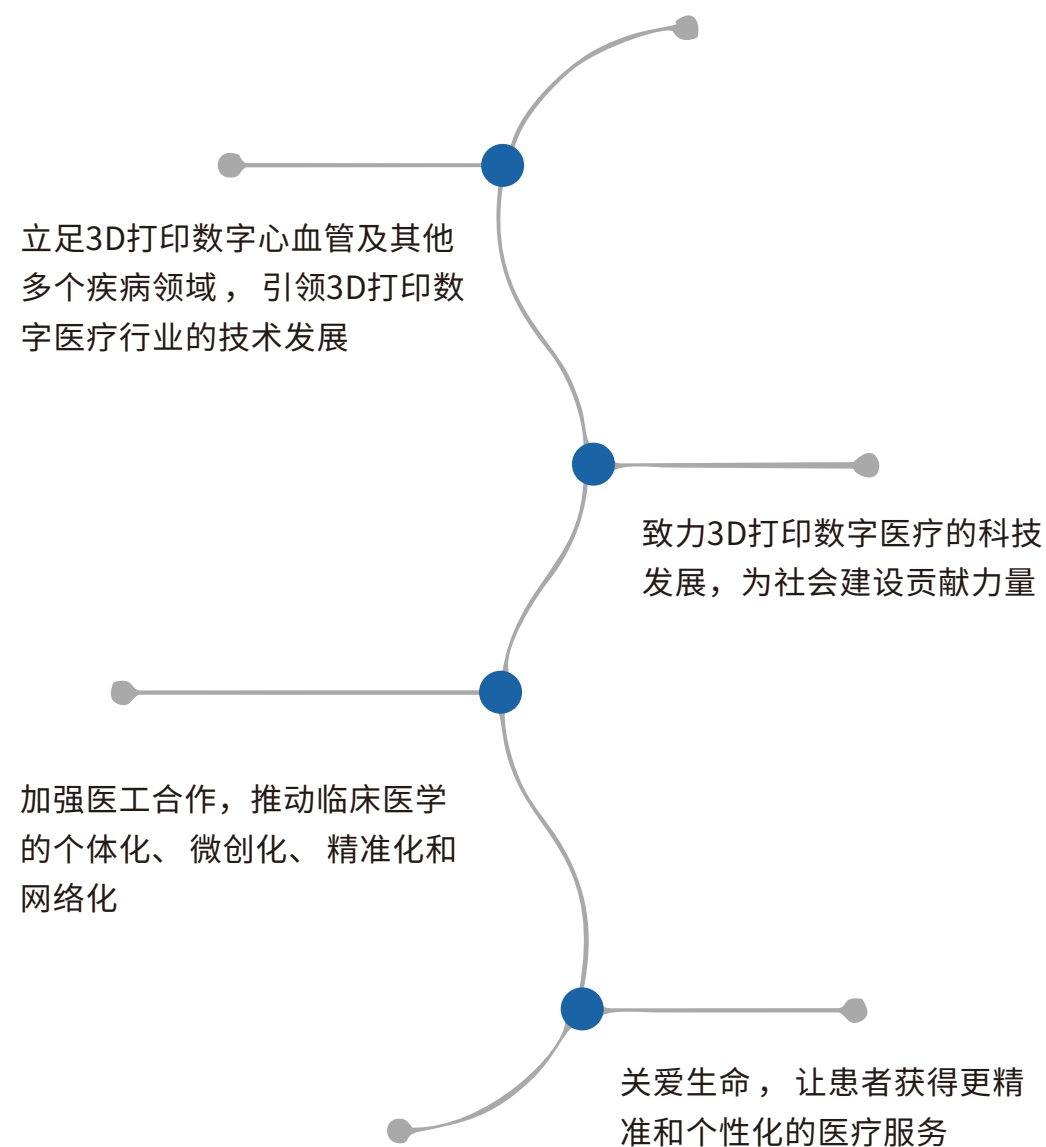 立足3D打印数字心血管及其他
多个疾病领域， 引领3D打印数
字医疗行业的技术发展
致力3D打印数字医疗的科技
发展，为社会建设贡献力量
加强医工合作，推动临床医学
的个体化、 微创化、 精准化和
网络化
关爱生命， 让患者获得更精
准和个性化的医疗服务